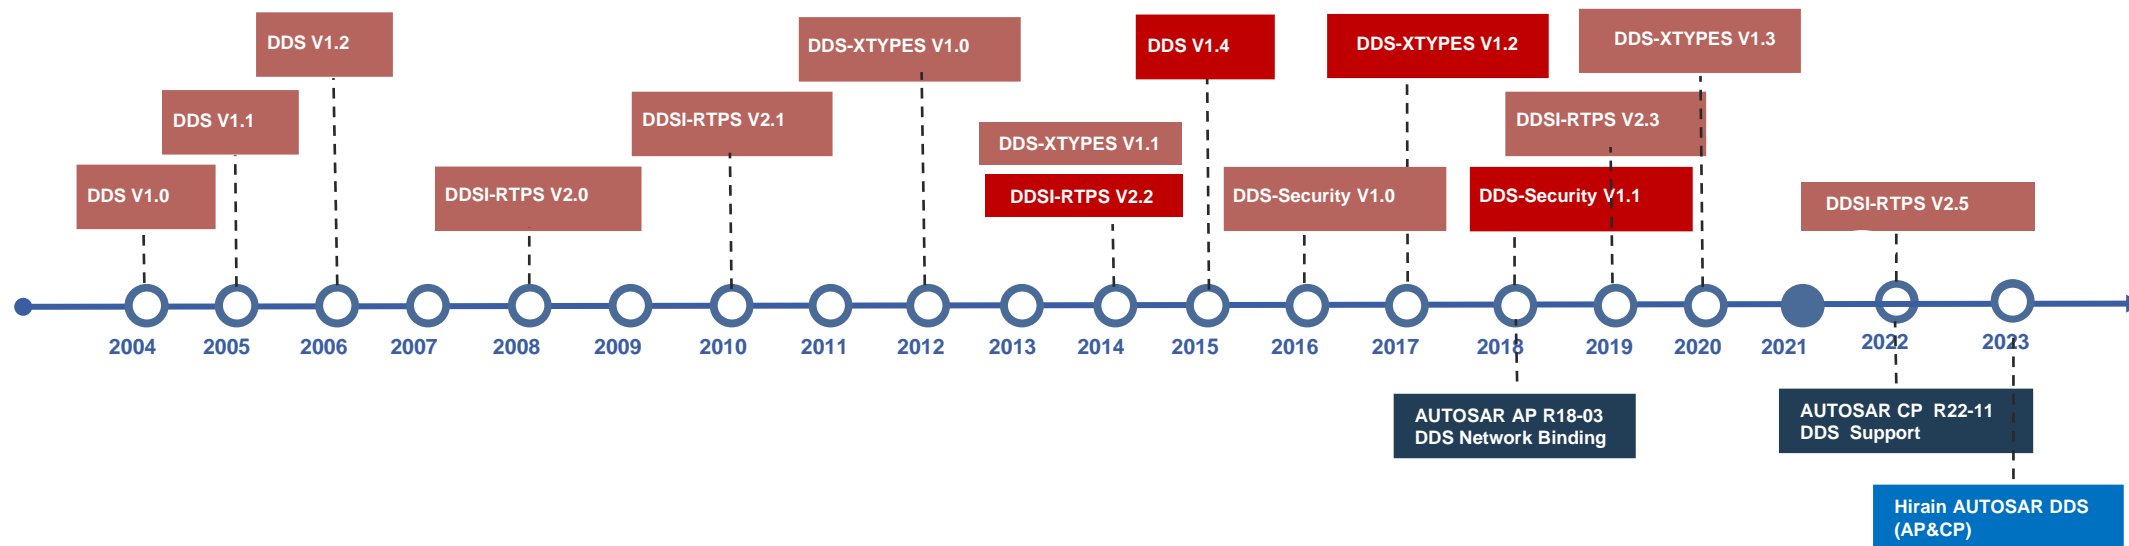 DDS V1.0
DDS V1.1
DDS V1.2
DDSI-RTPS V2.0
DDSI-RTPS V2.1
DDS-XTYPES V1.0
DDS-XTYPES V1.1
DDSI-RTPS V2.2
DDS V1.4
DDS-Security V1.0
DDS-XTYPES V1.2
DDS-Security V1.1
DDSI-RTPS V2.3
DDS-XTYPES V1.3
DDSI-RTPS V2.5
2004
2005
2006
2007
2008
2009
2010
2011
2012
2013
2014
2015
2016
2017
2018
2019
2020
2021
2022
2023
AUTOSAR AP R18-03
DDS Network Binding
AUTOSAR CP R22-11
DDS Support
Hirain AUTOSAR DDS
(AP&CP)